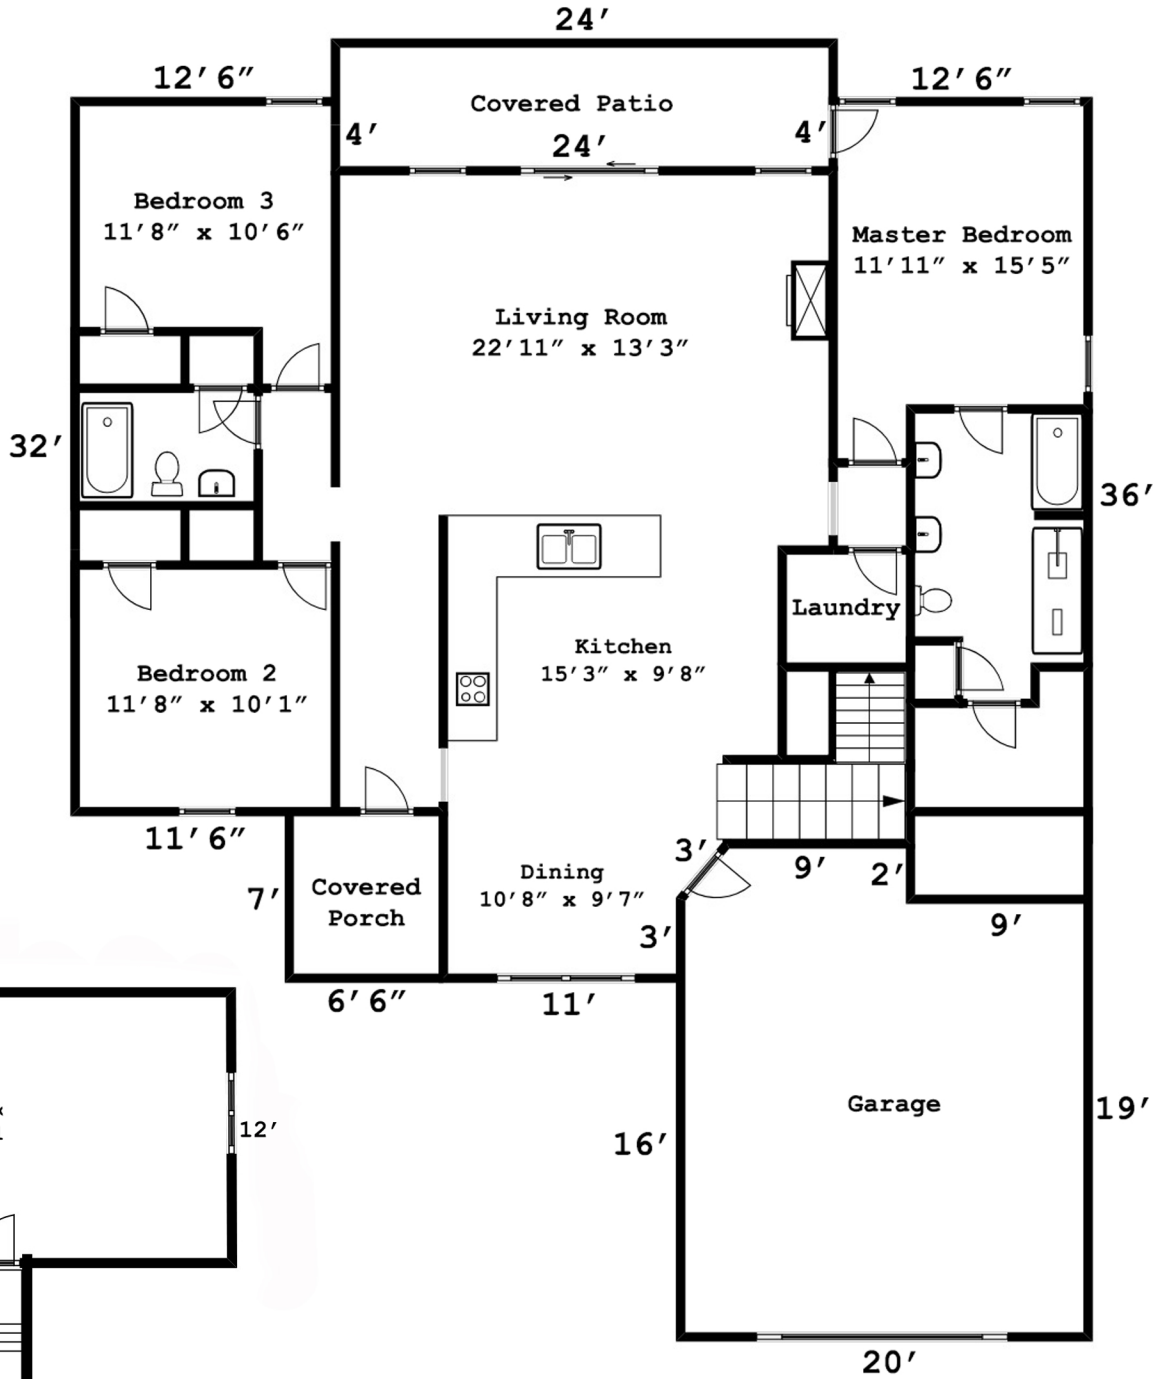 24′
12′6″
12′6″
Covered Patio
4′
24′
4′
Bedroom 3
11′8″ x 10′6″
Master Bedroom
11′11″ x 15′5″
Living Room
22′11″ x 13′3″
32′
36′
Laundry
Kitchen
15′3″ x 9′8″
Bedroom 2
11′8″ x 10′1″
11′6″
3′
9′
2′
Dining
10′8″ x 9′7″
7′
Covered
Porch
3′
9′
6′6″
11′
Garage
19′
12′
16′
20′